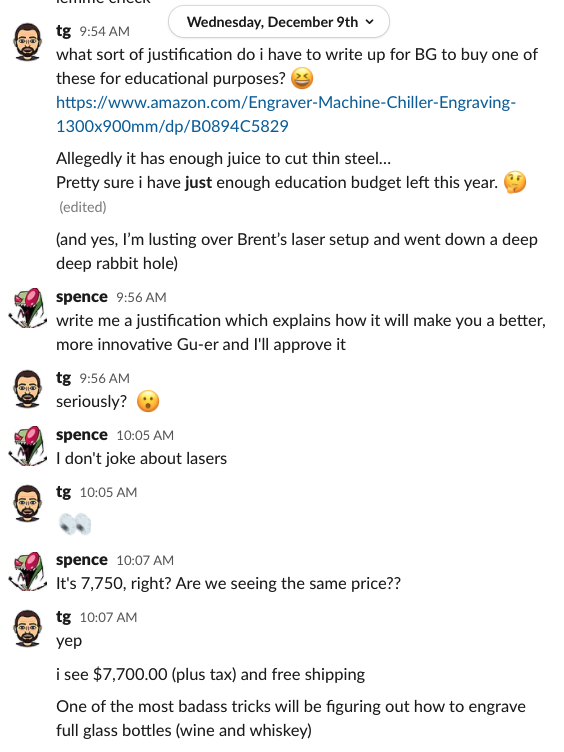 lemme check
Wednesday, December 9th
tg 9:54 AM
what sort of justification do i have to write up for BG to buy one of
these for educational purposes? 😆
https://www.amazon.com/Engraver-Machine-Chiller-Engraving-
1300x900mm/dp/B0894C5829
Allegedly it has enough juice to cut thin steel...
Pretty sure i have just enough education budget left this year. 🤔
(edited)
(and yes, I'm lusting over Brent's laser setup and went down a deep
deep rabbit hole)
spence 9:56 AM
write me a justification which explains how it will make you a better,
more innovative Gu-er and I'll approve it
tg 9:56 AM
seriously? 😮
spence 10:05 AM
I don't joke about lasers
tg 10:05 AM
👀
spence 10:07 AM
It's 7,750, right? Are we seeing the same price??
tg 10:07 AM
yep
i see $7,700.00 (plus tax) and free shipping
One of the most badass tricks will be figuring out how to engrave
full glass bottles (wine and whiskey)